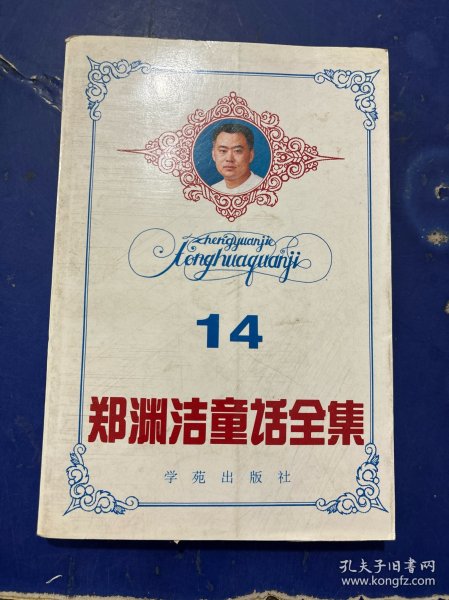 zhengyuanjie
tonghuaquanji
14
郑渊洁童话全集
学苑出版社
孔夫子旧书网
www.kongfz.com